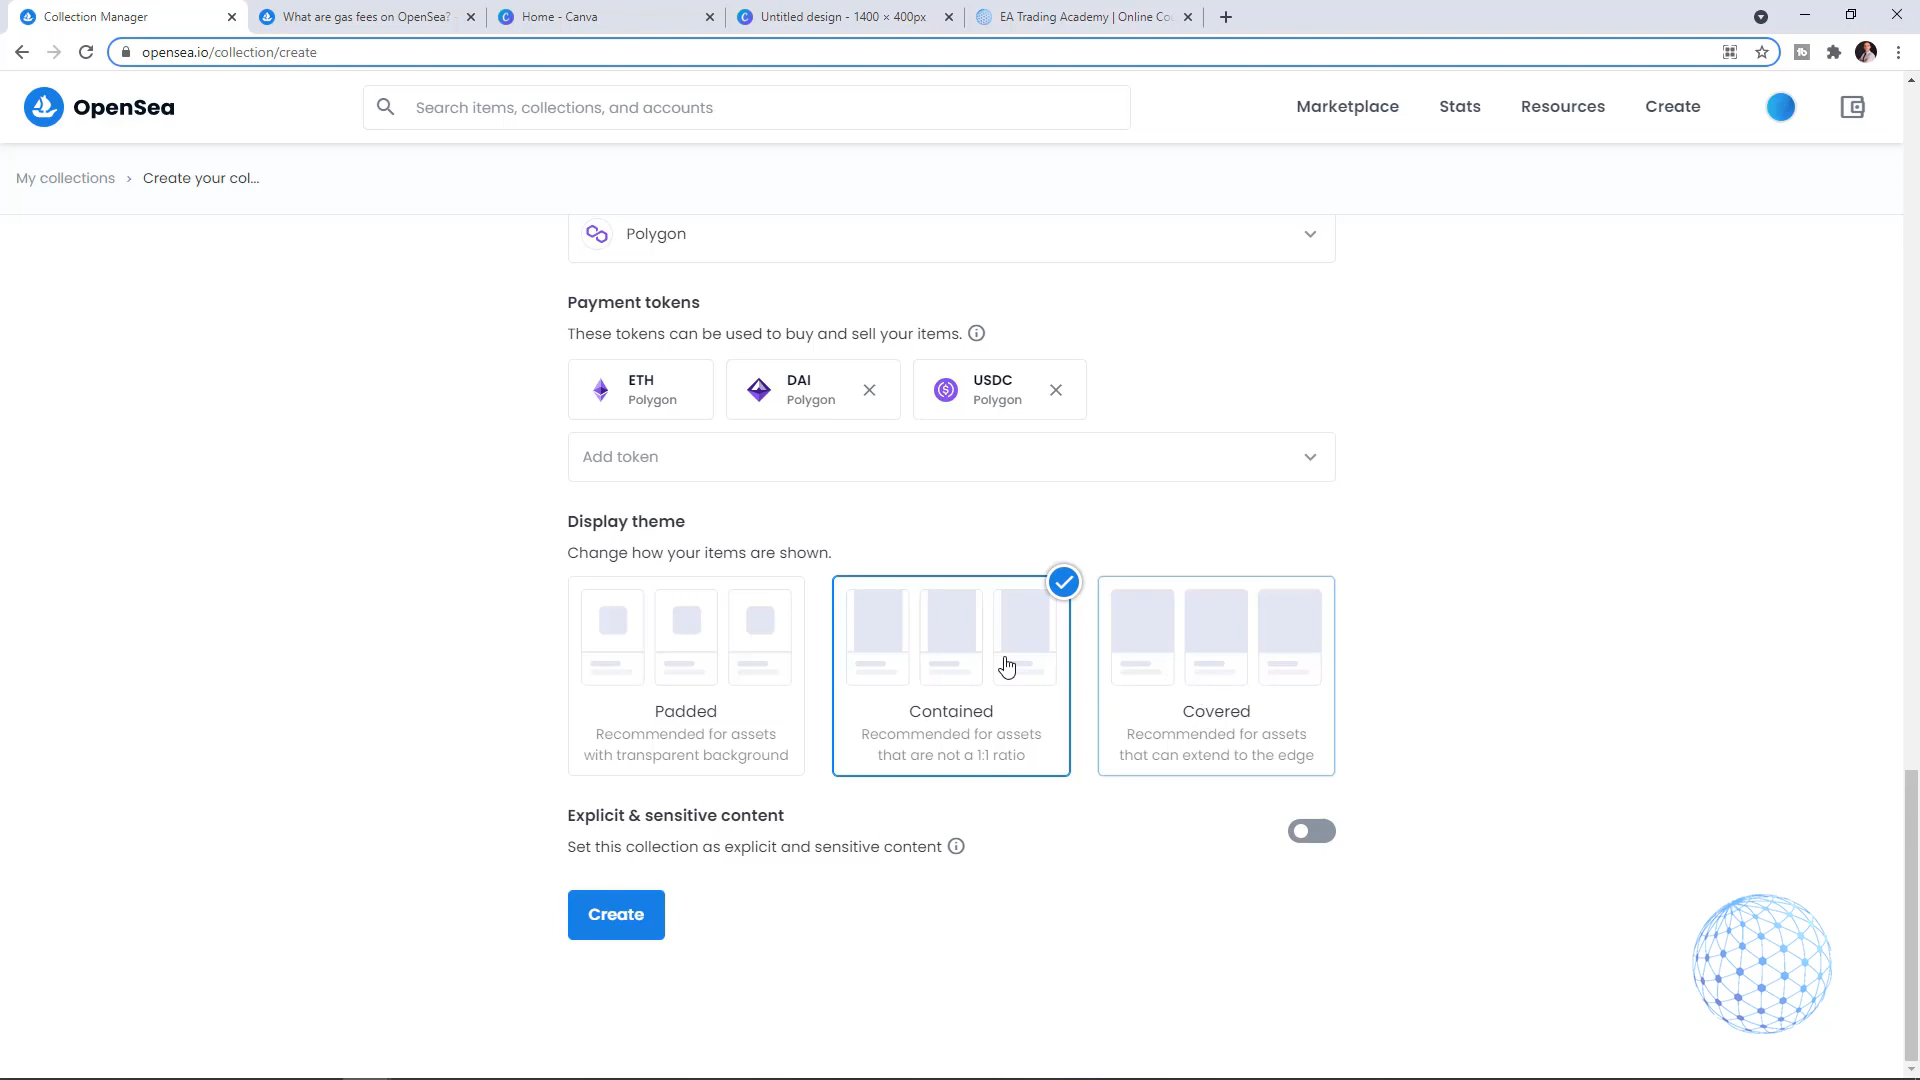 Collection Manager
What are gas fees on OpenSea?
Home - Canva
Untitled design - 1400 × 400px
EA Trading Academy | Online Co
opensea.io/collection/create
OpenSea
Search items, collections, and accounts
Marketplace
Stats
Resources
Create
My collections › Create your col...
Polygon
Payment tokens
These tokens can be used to buy and sell your items.
ETH
Polygon
DAI
Polygon
USDC
Polygon
Add token
Display theme
Change how your items are shown.
Padded
Recommended for assets
with transparent background
Contained
Recommended for assets
that are not a 1:1 ratio
Covered
Recommended for assets
that can extend to the edge
Explicit & sensitive content
Set this collection as explicit and sensitive content
Create